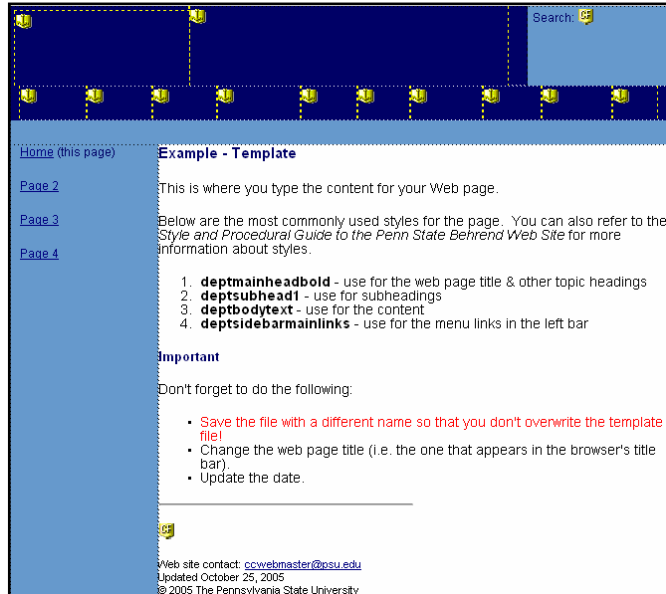 Search:
Home (this page)
Page 2
Page 3
Page 4
Example - Template
This is where you type the content for your Web page.
Below are the most commonly used styles for the page.  You can also refer to the
Style and Procedural Guide to the Penn State Behrend Web Site for more
information about styles.
1. deptmainheadbold - use for the web page title & other topic headings
2. deptsubhead1 - use for subheadings
3. deptbodytext - use for the content
4. deptsidebarmainlinks - use for the menu links in the left bar
Important
Don't forget to do the following:
• Save the file with a different name so that you don't overwrite the template
file!
• Change the web page title (i.e. the one that appears in the browser's title
bar).
• Update the date.
Web site contact: ccwebmaster@psu.edu
Updated October 25, 2005
© 2005 The Pennsylvania State University